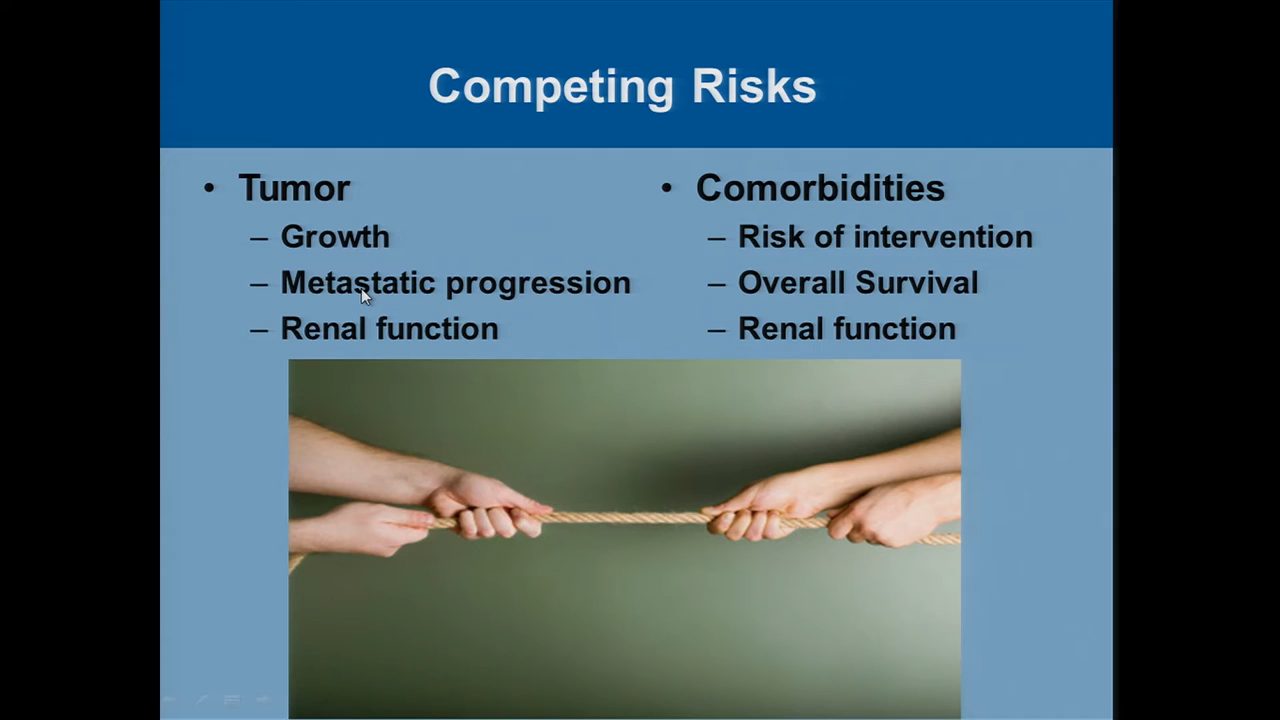 Competing Risks
• Tumor
– Growth
– Metastatic progression
– Renal function
• Comorbidities
– Risk of intervention
– Overall Survival
– Renal function